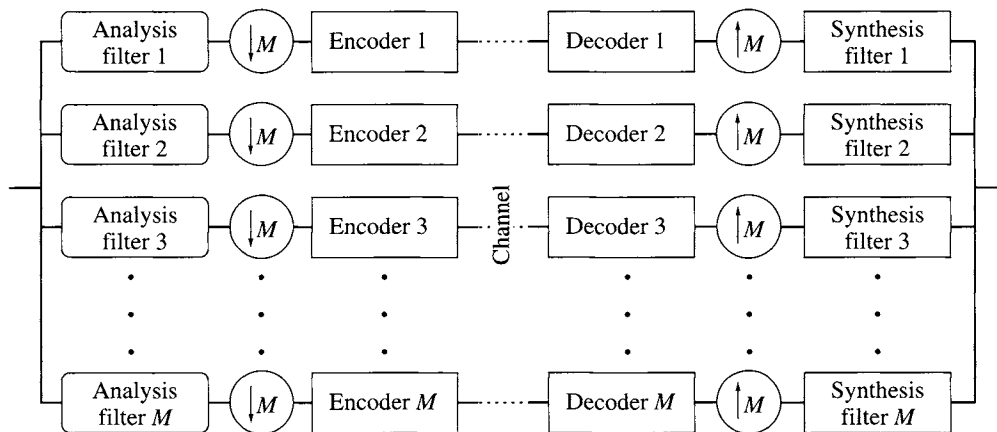 Analysis
filter 1
M
Encoder 1
Decoder 1
M
Synthesis
filter 1
Analysis
filter 2
M
Encoder 2
Decoder 2
M
Synthesis
filter 2
Channel
Analysis
filter 3
M
Encoder 3
Decoder 3
M
Synthesis
filter 3
Analysis
filter M
M
Encoder M
Decoder M
M
Synthesis
filter M